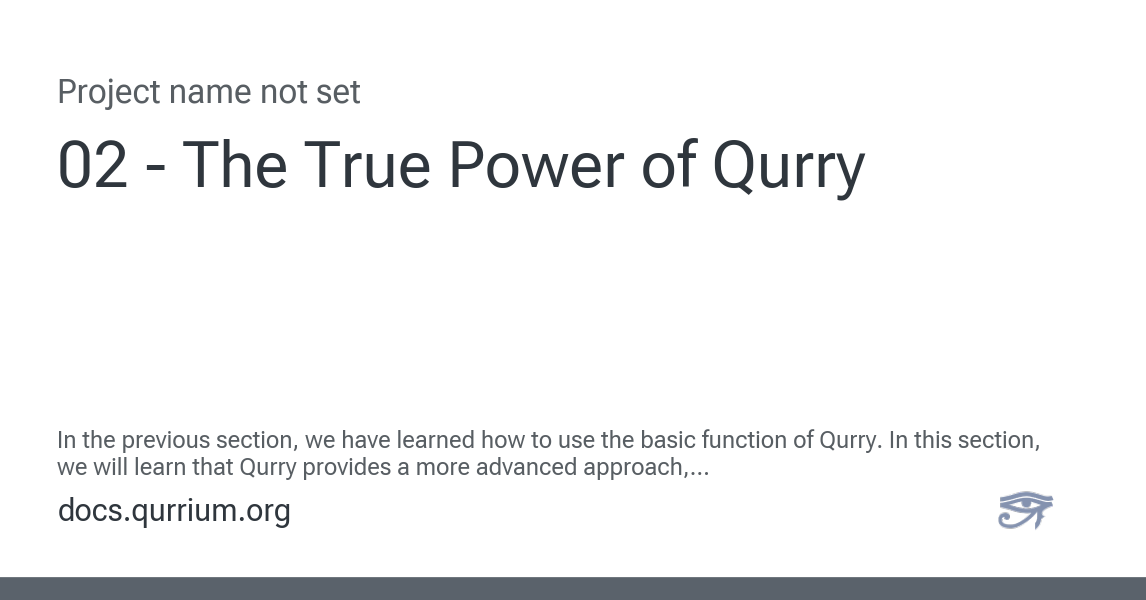 Project name not set
02 - The True Power of Qurry
In the previous section, we have learned how to use the basic function of Qurry. In this section,
we will learn that Qurry provides a more advanced approach,...
docs.qurrium.org